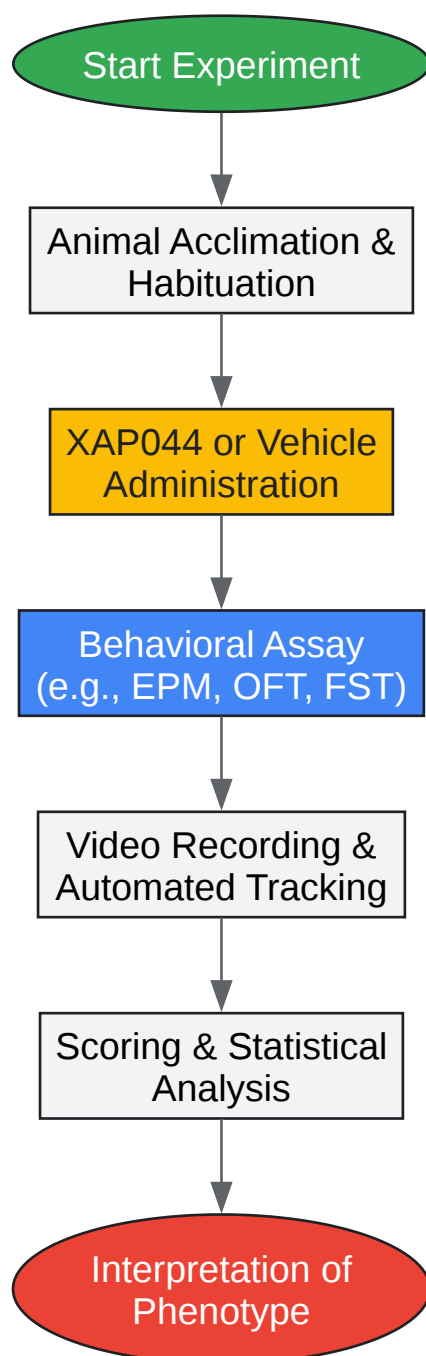 Start Experiment
Animal Acclimation &
Habituation
XAP044 or Vehicle
Administration
Behavioral Assay
(e.g., EPM, OFT, FST)
Video Recording &
Automated Tracking
Scoring & Statistical
Analysis
Interpretation of
Phenotype